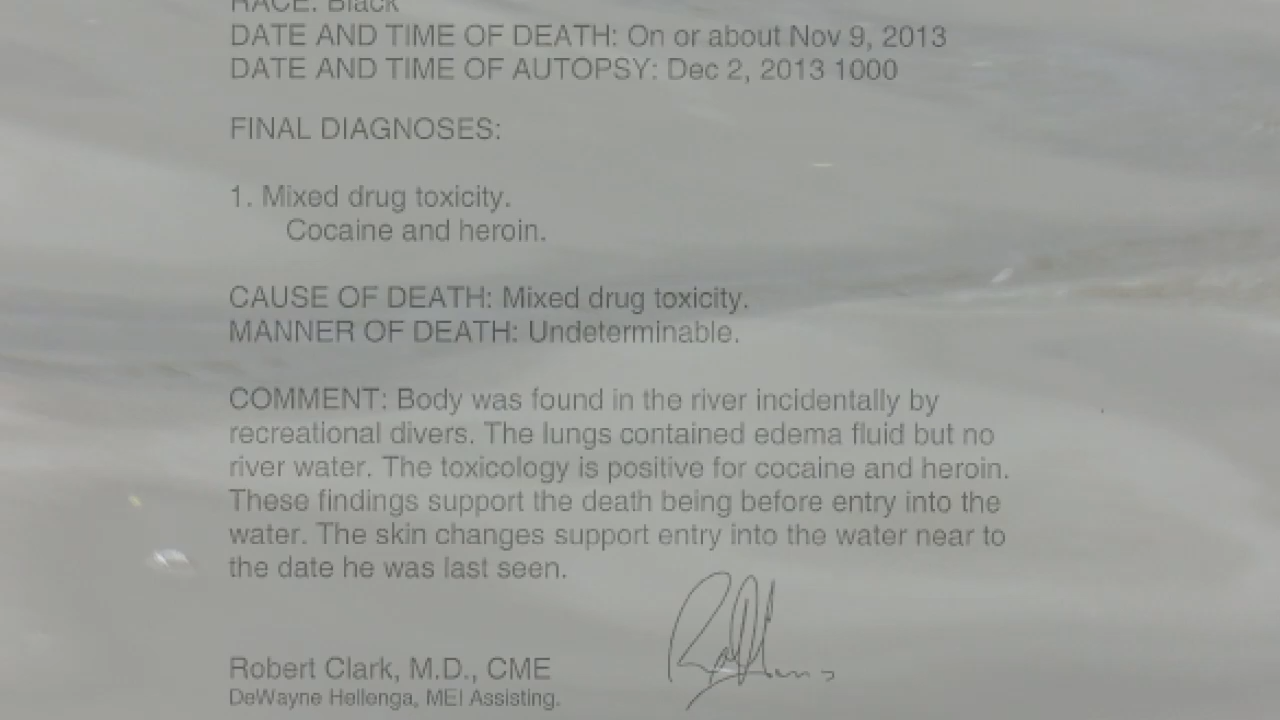 RACE: Black
DATE AND TIME OF DEATH: On or about Nov 9, 2013
DATE AND TIME OF AUTOPSY: Dec 2, 2013 1000
FINAL DIAGNOSES:
1. Mixed drug toxicity.
Cocaine and heroin.
CAUSE OF DEATH: Mixed drug toxicity.
MANNER OF DEATH: Undeterminable.
COMMENT: Body was found in the river incidentally by
recreational divers. The lungs contained edema fluid but no
river water. The toxicology is positive for cocaine and heroin.
These findings support the death being before entry into the
water. The skin changes support entry into the water near to
the date he was last seen.
Robert Clark, M.D., CME
DeWayne Hellenga, MEI Assisting.